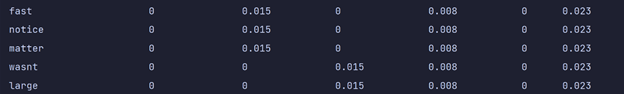 fast 0 0.015 0 0.008 0 0.023
notice 0 0.015 0 0.008 0 0.023
matter 0 0.015 0 0.008 0 0.023
wasnt 0 0 0.015 0.008 0 0.023
large 0 0 0.015 0.008 0 0.023